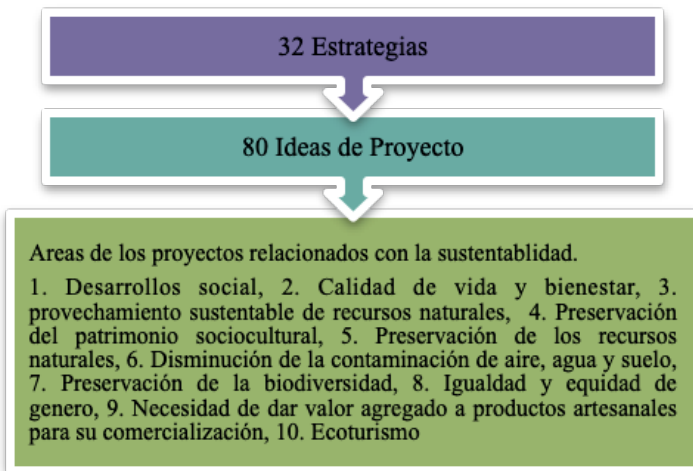 32 Estrategias
80 Ideas de Proyecto
Areas de los proyectos relacionados con la sustentablidad.
1. Desarrollos social, 2. Calidad de vida y bienestar, 3.
provechamiento sustentable de recursos naturales, 4. Preservación
del patrimonio sociocultural, 5. Preservación de los recursos
naturales, 6. Disminución de la contaminación de aire, agua y suelo,
7. Preservación de la biodiversidad, 8. Igualdad y equidad de
genero, 9. Necesidad de dar valor agregado a productos artesanales
para su comercialización, 10. Ecoturismo